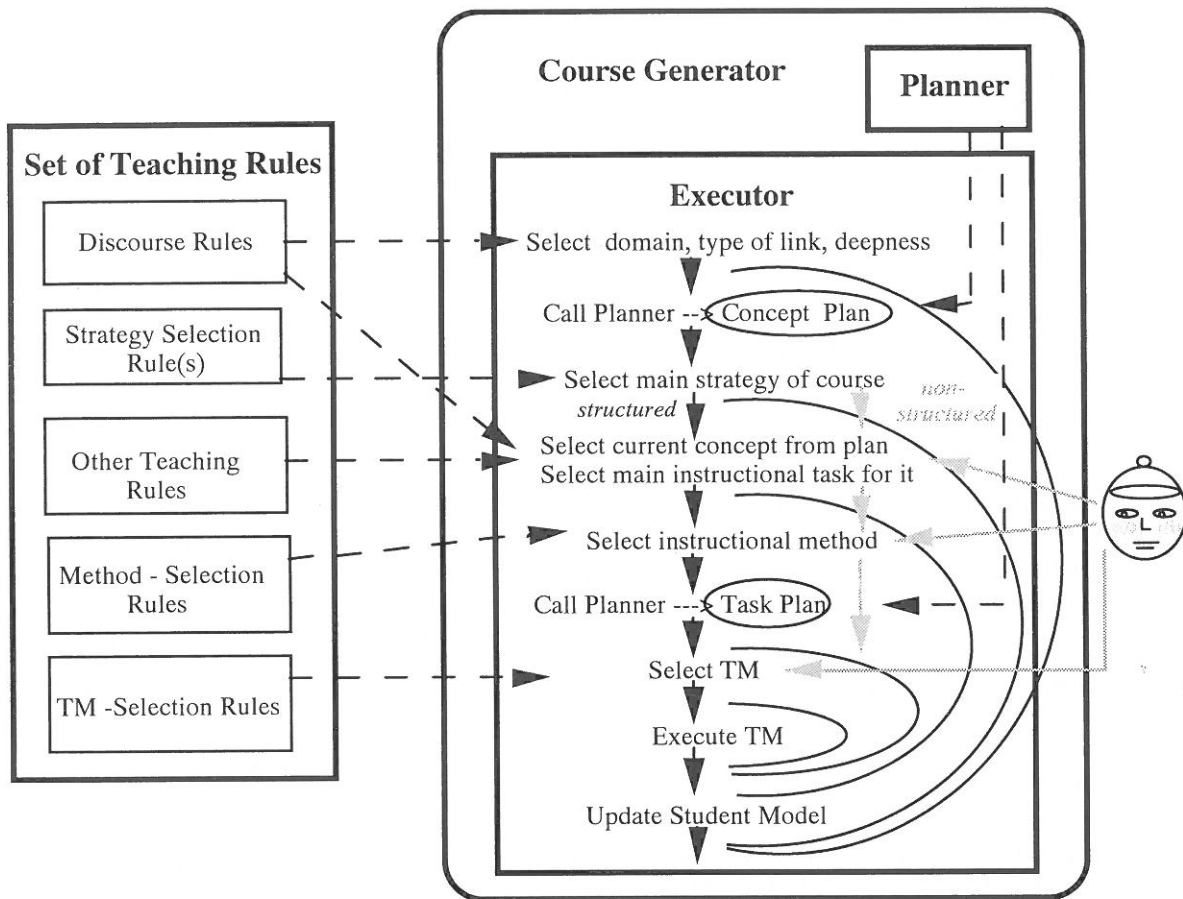 Course Generator
Planner
Set of Teaching Rules
Discourse Rules
Strategy Selection
Rule(s)
Other Teaching
Rules
Method - Selection
Rules
TM -Selection Rules
Executor
Select domain, type of link, deepness
Call Planner --> Concept Plan
Select main strategy of course
structured
non-
structured
Select current concept from plan
Select main instructional task for it
Select instructional method
Call Planner ---> Task Plan
Select TM
Execute TM
Update Student Model